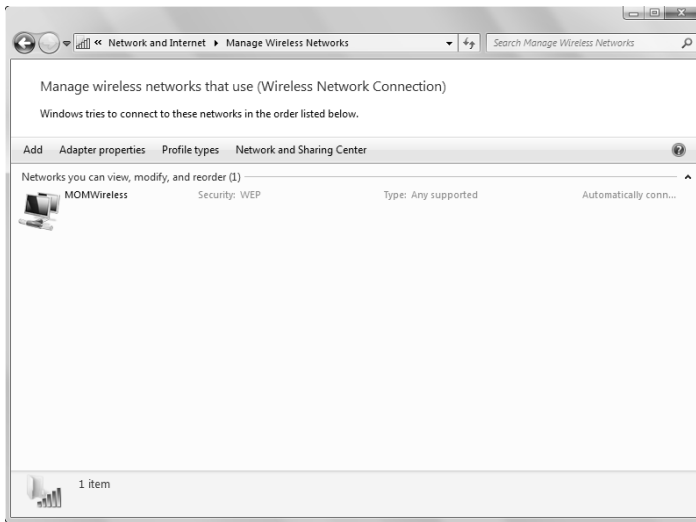 « Network and Internet ▸ Manage Wireless Networks
Search Manage Wireless Networks
Manage wireless networks that use (Wireless Network Connection)
Windows tries to connect to these networks in the order listed below.
Add Adapter properties Profile types Network and Sharing Center
Networks you can view, modify, and reorder (1)
MOMWireless Security: WEP Type: Any supported Automatically conn...
1 item